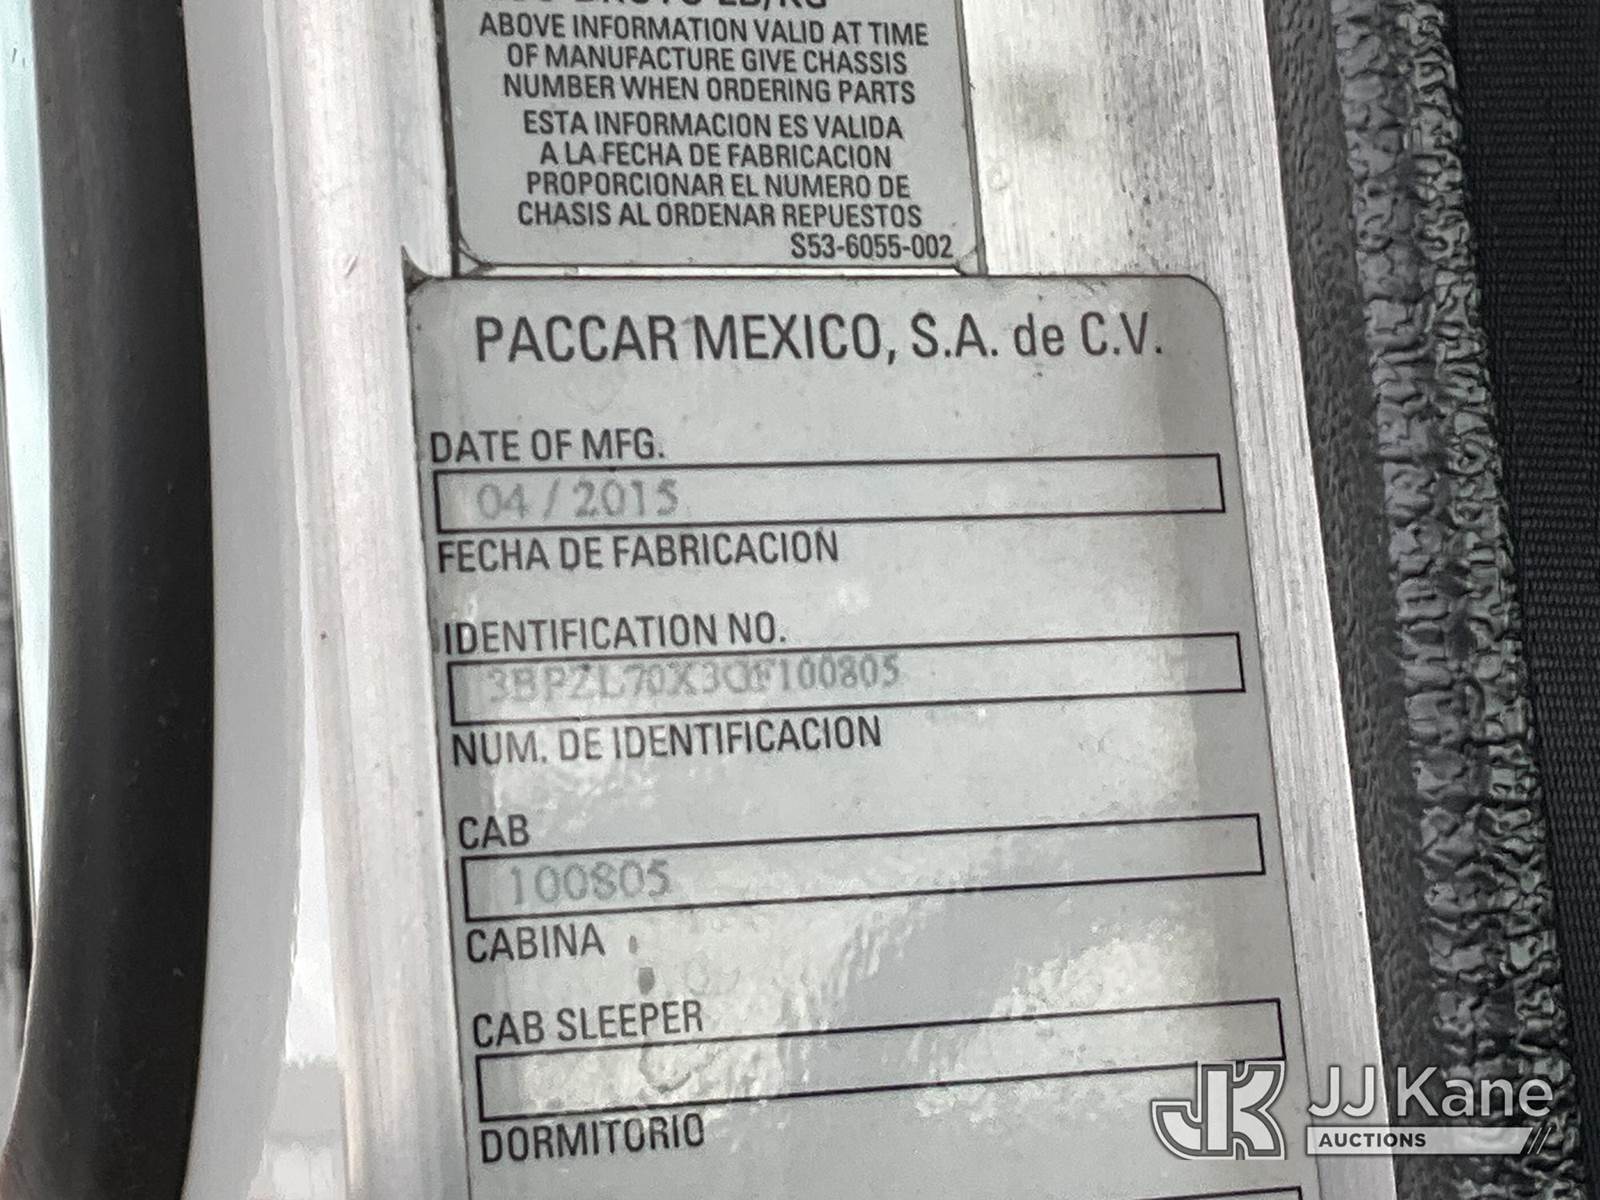 ABOVE INFORMATION VALID AT TIME
OF MANUFACTURE GIVE CHASSIS
NUMBER WHEN ORDERING PARTS
ESTA INFORMACION ES VALIDA
A LA FECHA DE FABRICACION
PROPORCIONAR EL NUMERO DE
CHASIS AL ORDENAR REPUESTOS
S53-6055-002
PACCAR MEXICO, S.A. de C.V.
DATE OF MFG.
04 / 2015
FECHA DE FABRICACION
IDENTIFICATION NO.
NUM. DE IDENTIFICACION
CAB
100805
CABINA
CAB SLEEPER
DORMITORIO
JJ Kane
AUCTIONS